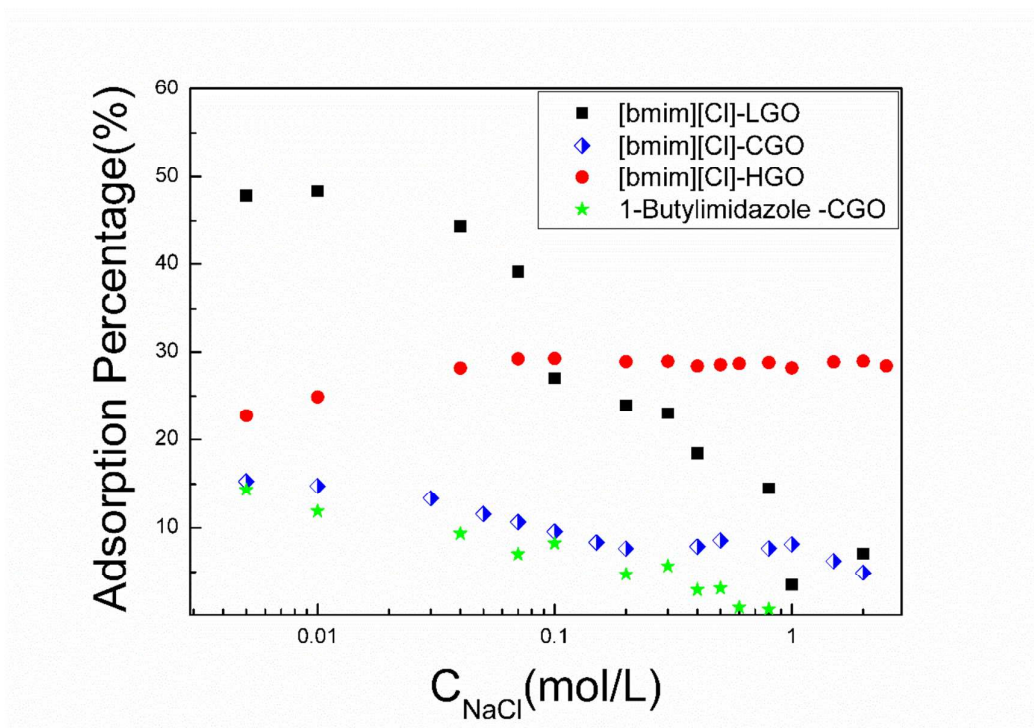 60
50
40
30
20
10
0.01
0.1
1
Adsorption Percentage(%)
C_NaCl(mol/L)
[bmim][Cl]-LGO
[bmim][Cl]-CGO
[bmim][Cl]-HGO
1-Butylimidazole -CGO